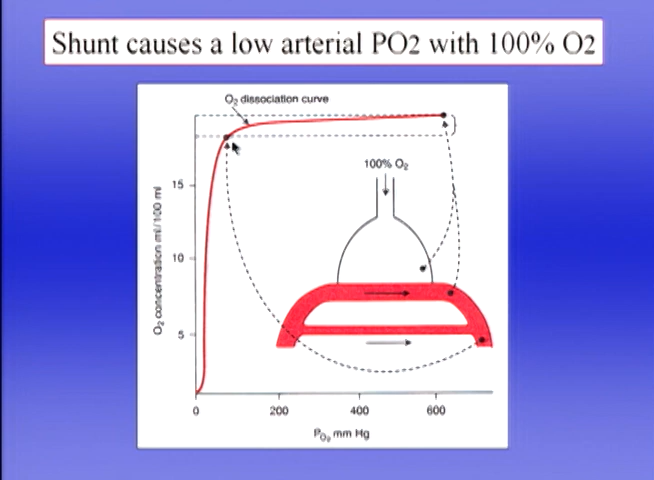 Shunt causes a low arterial PO2 with 100% O2
O₂ dissociation curve
100% O₂
15
10
5
O₂ concentration ml/100 ml
0
200
400
600
P_O₂ mm Hg